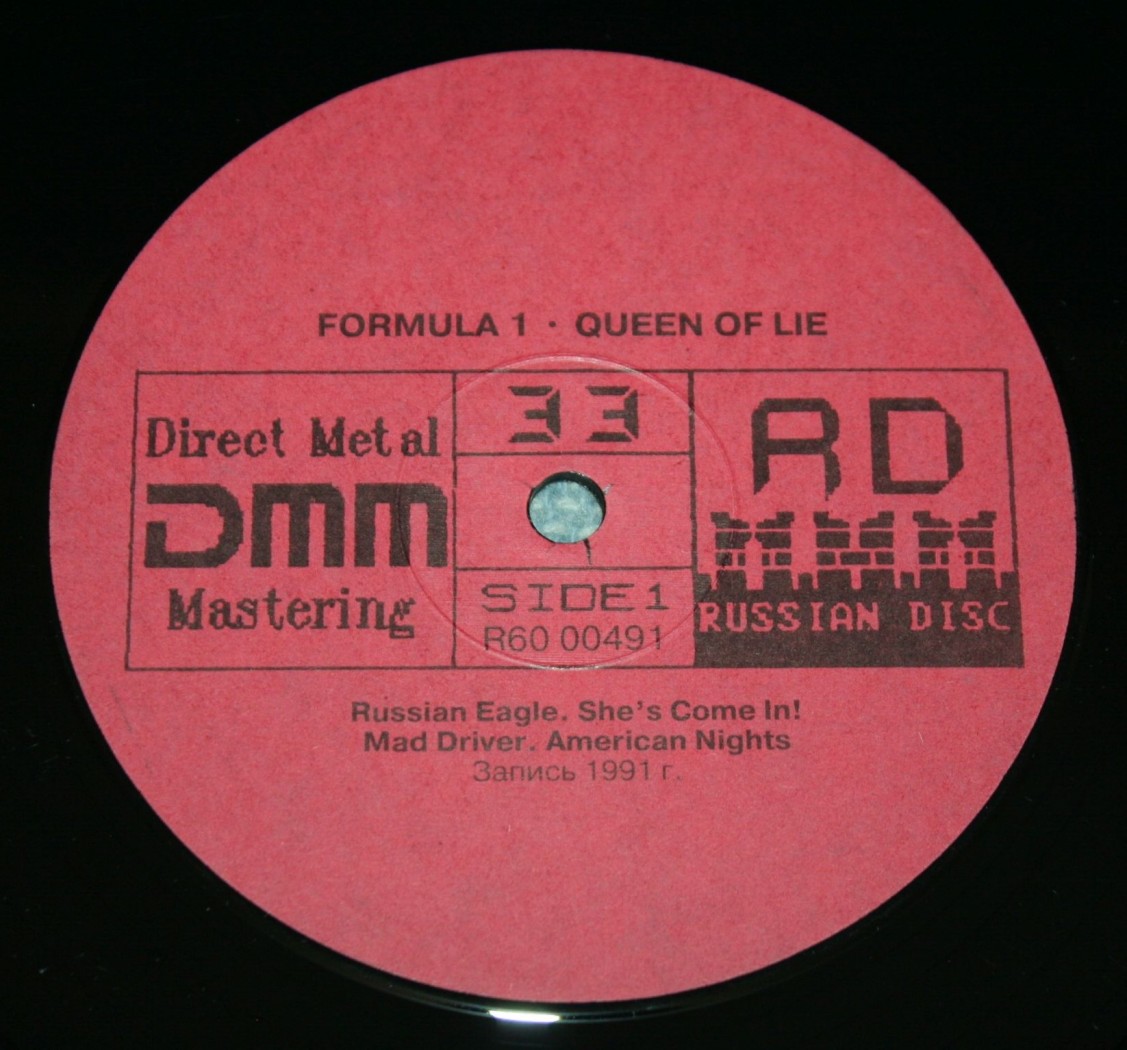 FORMULA 1 · QUEEN OF LIE
Direct Metal
DMM
Mastering
33
SIDE 1
R60 00491
RD
RUSSIAN DISC
Russian Eagle. She's Come In!
Mad Driver. American Nights
Запись 1991 г.